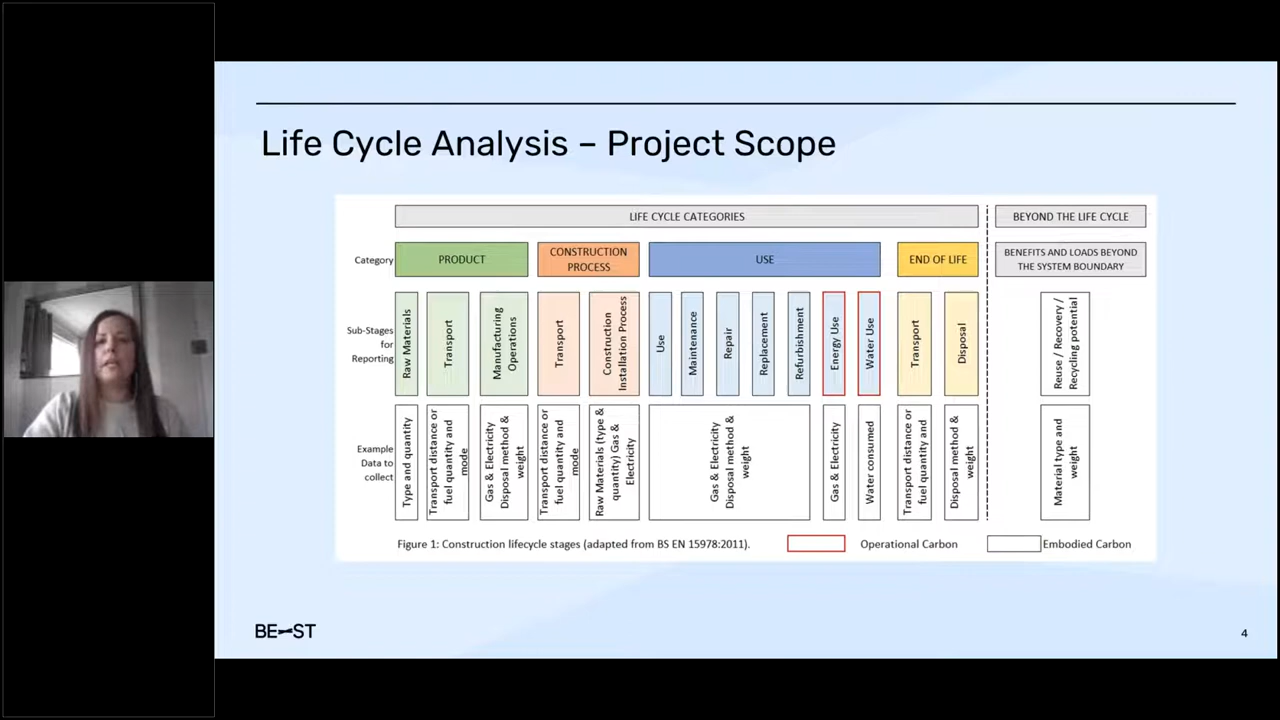 Life Cycle Analysis – Project Scope
LIFE CYCLE CATEGORIES
BEYOND THE LIFE CYCLE
Category
PRODUCT
CONSTRUCTION
PROCESS
USE
END OF LIFE
BENEFITS AND LOADS BEYOND
THE SYSTEM BOUNDARY
Sub-Stages
for
Reporting
Raw Materials
Transport
Manufacturing
Operations
Transport
Construction
Installation Process
Use
Maintenance
Repair
Replacement
Refurbishment
Energy Use
Water Use
Transport
Disposal
Reuse / Recovery /
Recycling potential
Example
Data to
collect
Type and quantity
Transport distance or
fuel quantity and
mode
Gas & Electricity
Disposal method &
weight
Transport distance or
fuel quantity and
mode
Raw Materials (type &
quantity) Gas &
Electricity
Gas & Electricity
Disposal method &
weight
Gas & Electricity
Water consumed
Transport distance or
fuel quantity and
Disposal method &
weight
Material type and
weight
Figure 1: Construction lifecycle stages (adapted from BS EN 15978:2011).
Operational Carbon
Embodied Carbon
BE-ST
4